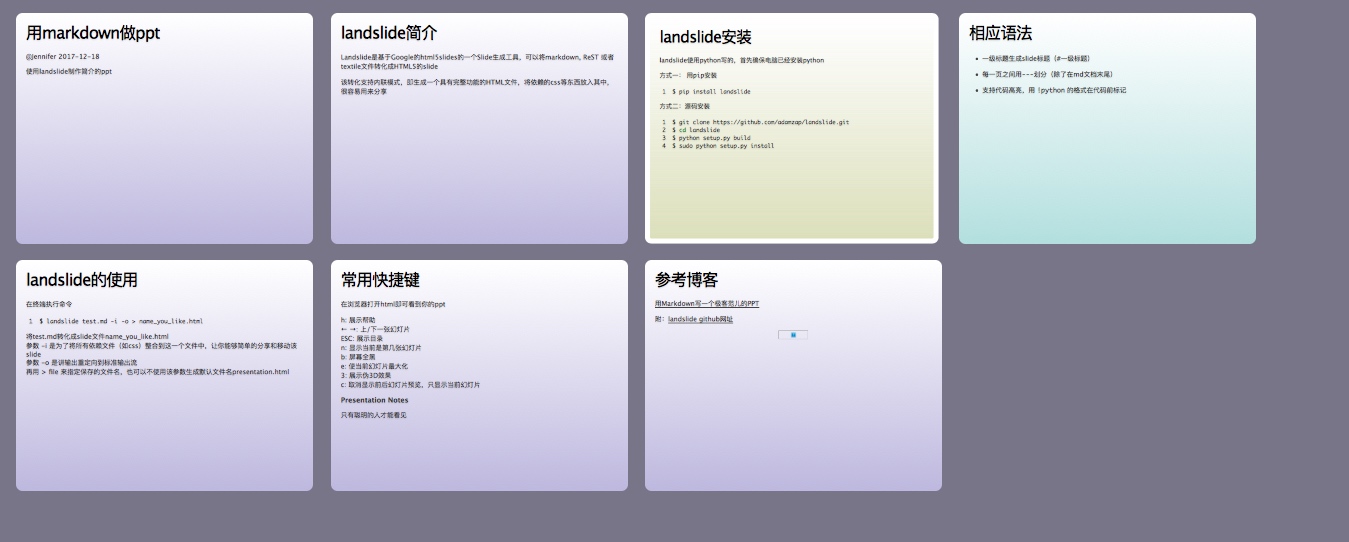 用markdown做ppt
@Jennifer 2017-12-18
使用landslide制作简介的ppt
landslide简介
Landslide是基于Google的html5slides的一个Slide生成工具，可以将markdown, ReST 或者
textile文件转化成HTML5的slide
该转化支持内联模式，即生成一个具有完整功能的HTML文件，将依赖的css等东西放入其中，
很容易用来分享
landslide安装
landslide使用python写的，首先确保电脑已经安装python
方式一： 用pip安装
1 $ pip install landslide
方式二：源码安装
1 $ git clone https://github.com/adamzap/landslide.git
2 $ cd landslide
3 $ python setup.py build
4 $ sudo python setup.py install
相应语法
• 一级标题生成slide标题（#一级标题）
• 每一页之间用---划分（除了在md文档末尾）
• 支持代码高亮，用 !python 的格式在代码前标记
landslide的使用
在终端执行命令
1 $ landslide test.md -i -o > name_you_like.html
将test.md转化成slide文件name_you_like.html
参数 -i 是为了将所有依赖文件（如css）整合到这一个文件中，让你能够简单的分享和移动该
slide
参数 -o 是讲输出重定向到标准输出流
再用 > file 来指定保存的文件名，也可以不使用该参数生成默认文件名presentation.html
常用快捷键
在浏览器打开html即可看到你的ppt
h: 展示帮助
← →: 上/下一张幻灯片
ESC: 展示目录
n: 显示当前是第几张幻灯片
b: 屏幕全黑
e: 使当前幻灯片最大化
3: 展示伪3D效果
c: 取消显示前后幻灯片预览，只显示当前幻灯片
Presentation Notes
只有聪明的人才能看见
参考博客
用Markdown写一个极客范儿的PPT
附：landslide github网址